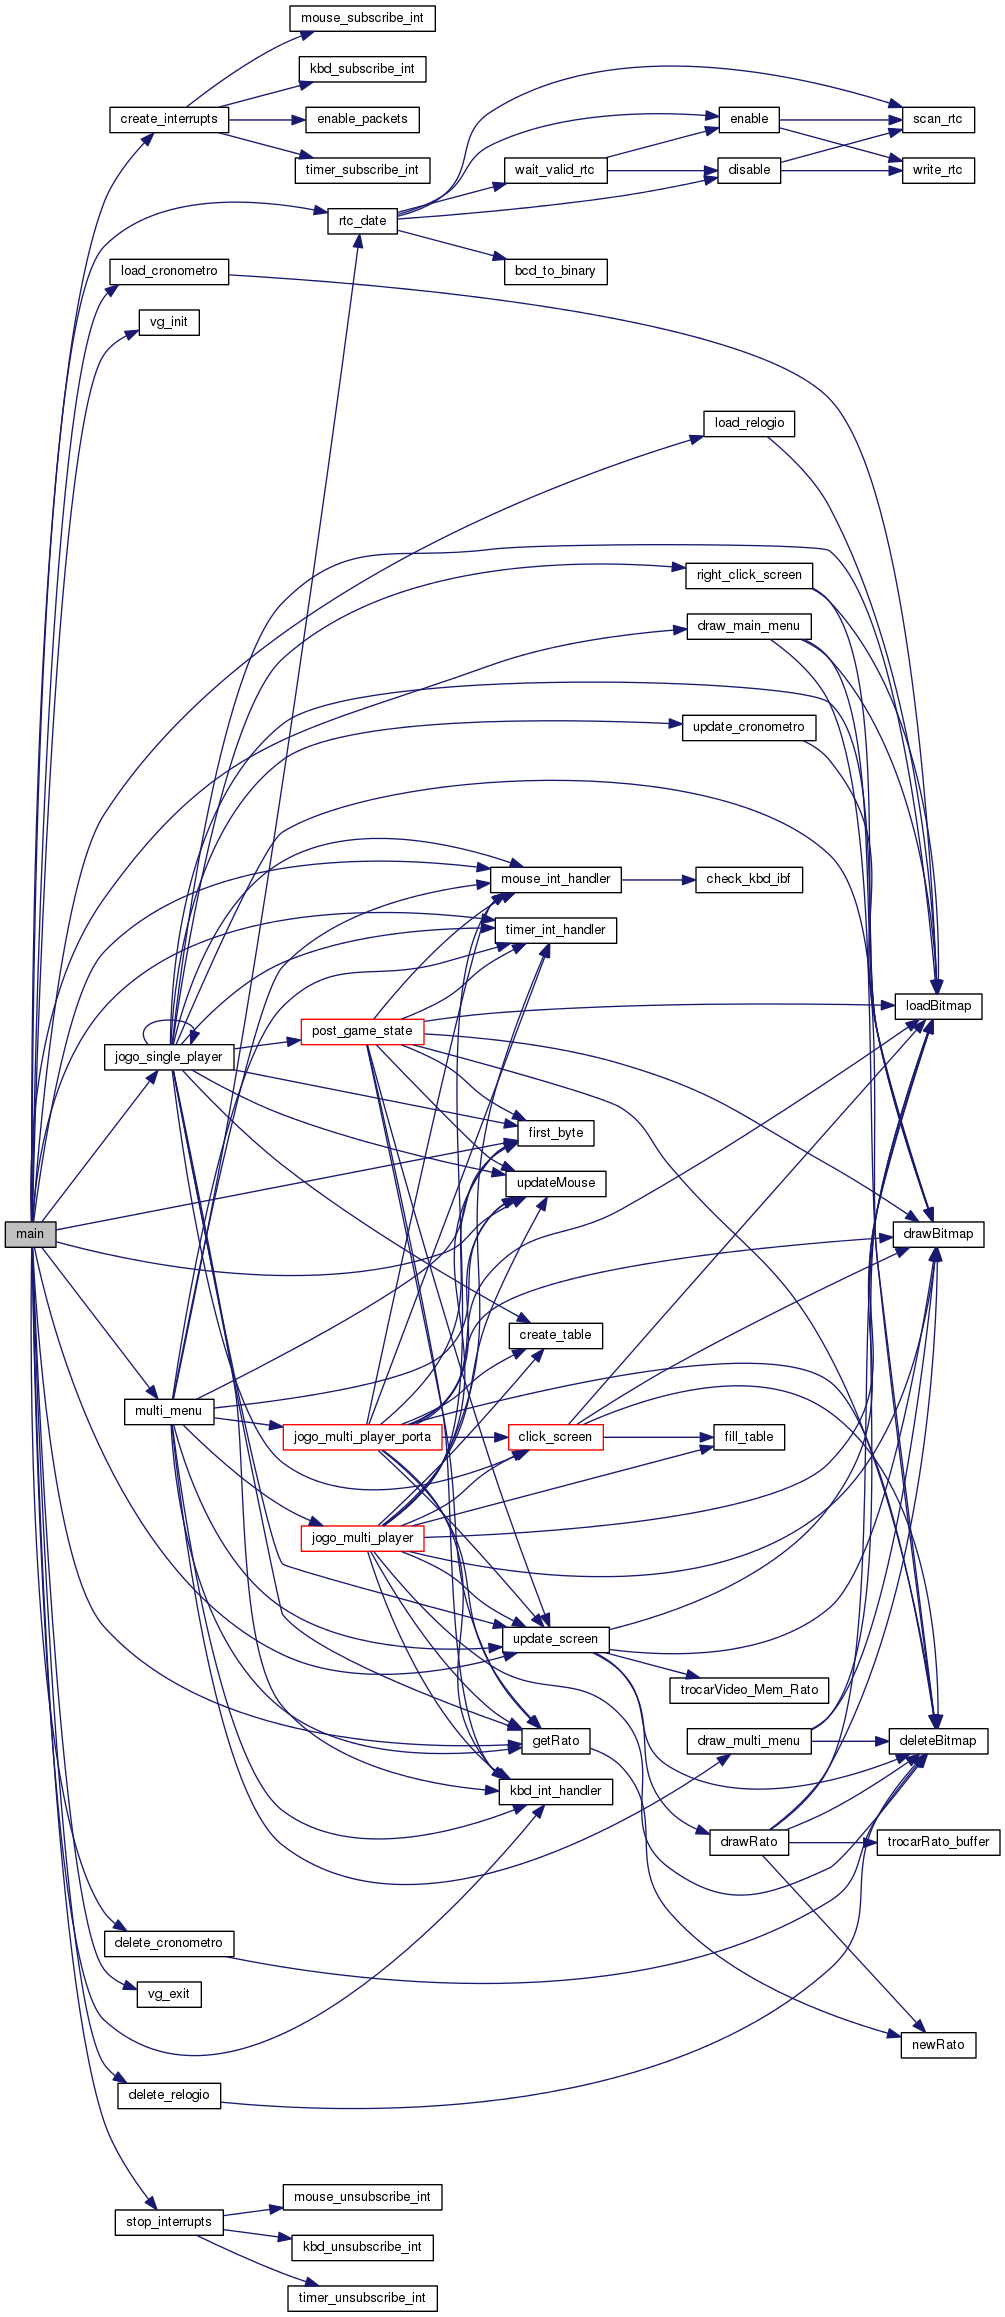 mouse_subscribe_int
kbd_subscribe_int
create_interrupts
enable_packets
enable
scan_rtc
timer_subscribe_int
wait_valid_rtc
disable
write_rtc
rtc_date
load_cronometro
bcd_to_binary
vg_init
load_relogio
right_click_screen
draw_main_menu
update_cronometro
mouse_int_handler
check_kbd_ibf
timer_int_handler
loadBitmap
post_game_state
jogo_single_player
first_byte
updateMouse
main
drawBitmap
create_table
multi_menu
jogo_multi_player_porta
click_screen
fill_table
jogo_multi_player
update_screen
trocarVideo_Mem_Rato
getRato
draw_multi_menu
deleteBitmap
kbd_int_handler
drawRato
trocarRato_buffer
delete_cronometro
vg_exit
newRato
delete_relogio
mouse_unsubscribe_int
stop_interrupts
kbd_unsubscribe_int
timer_unsubscribe_int